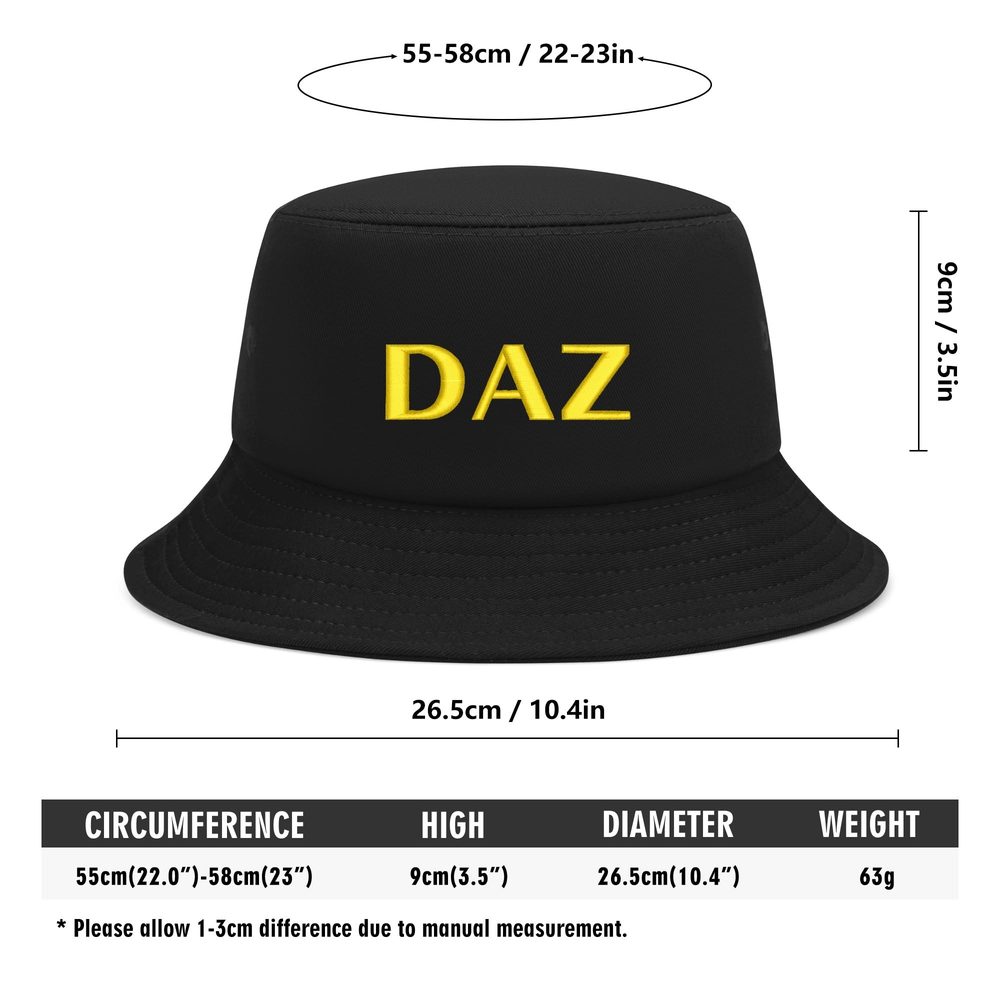 55-58cm / 22-23in
9cm / 3.5in
DAZ
26.5cm / 10.4in
CIRCUMFERENCE HIGH DIAMETER WEIGHT
55cm(22.0”)-58cm(23”) 9cm(3.5”) 26.5cm(10.4”) 63g
* Please allow 1-3cm difference due to manual measurement.